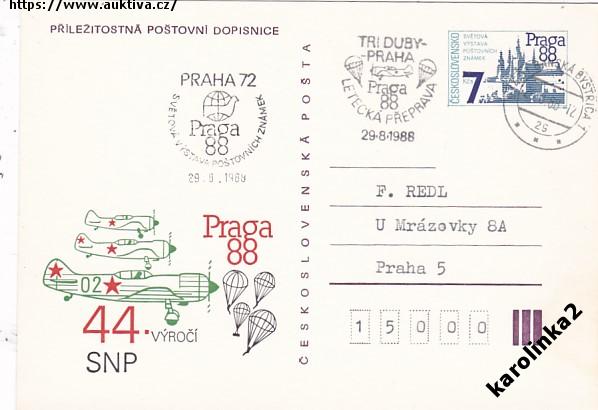 https://www.auktiva.cz/
PŘÍLEŽITOSTNÁ POŠTOVNÍ DOPISNICE
PRAHA 72
Praga
88
SVĚTOVÁ VÝSTAVA POŠTOVNÍCH ZNÁMEK
29.8.1988
TRI DUBY-
PRAHA
Praga
88
LETECKÁ PŘEPRAVA
29-8-1988
ČESKOSLOVENSKO
SVĚTOVÁ
VÝSTAVA
POŠTOVNÍCH
ZNÁMEK
Praga
88
7
KČS
BYSTRICA 1
29
ČESKOSLOVENSKÁ POŠTA
F. REDL
U Mrázovky 8A
Praha 5
15000
Praga
88
02
44. VÝROČÍ
SNP
karolinka2